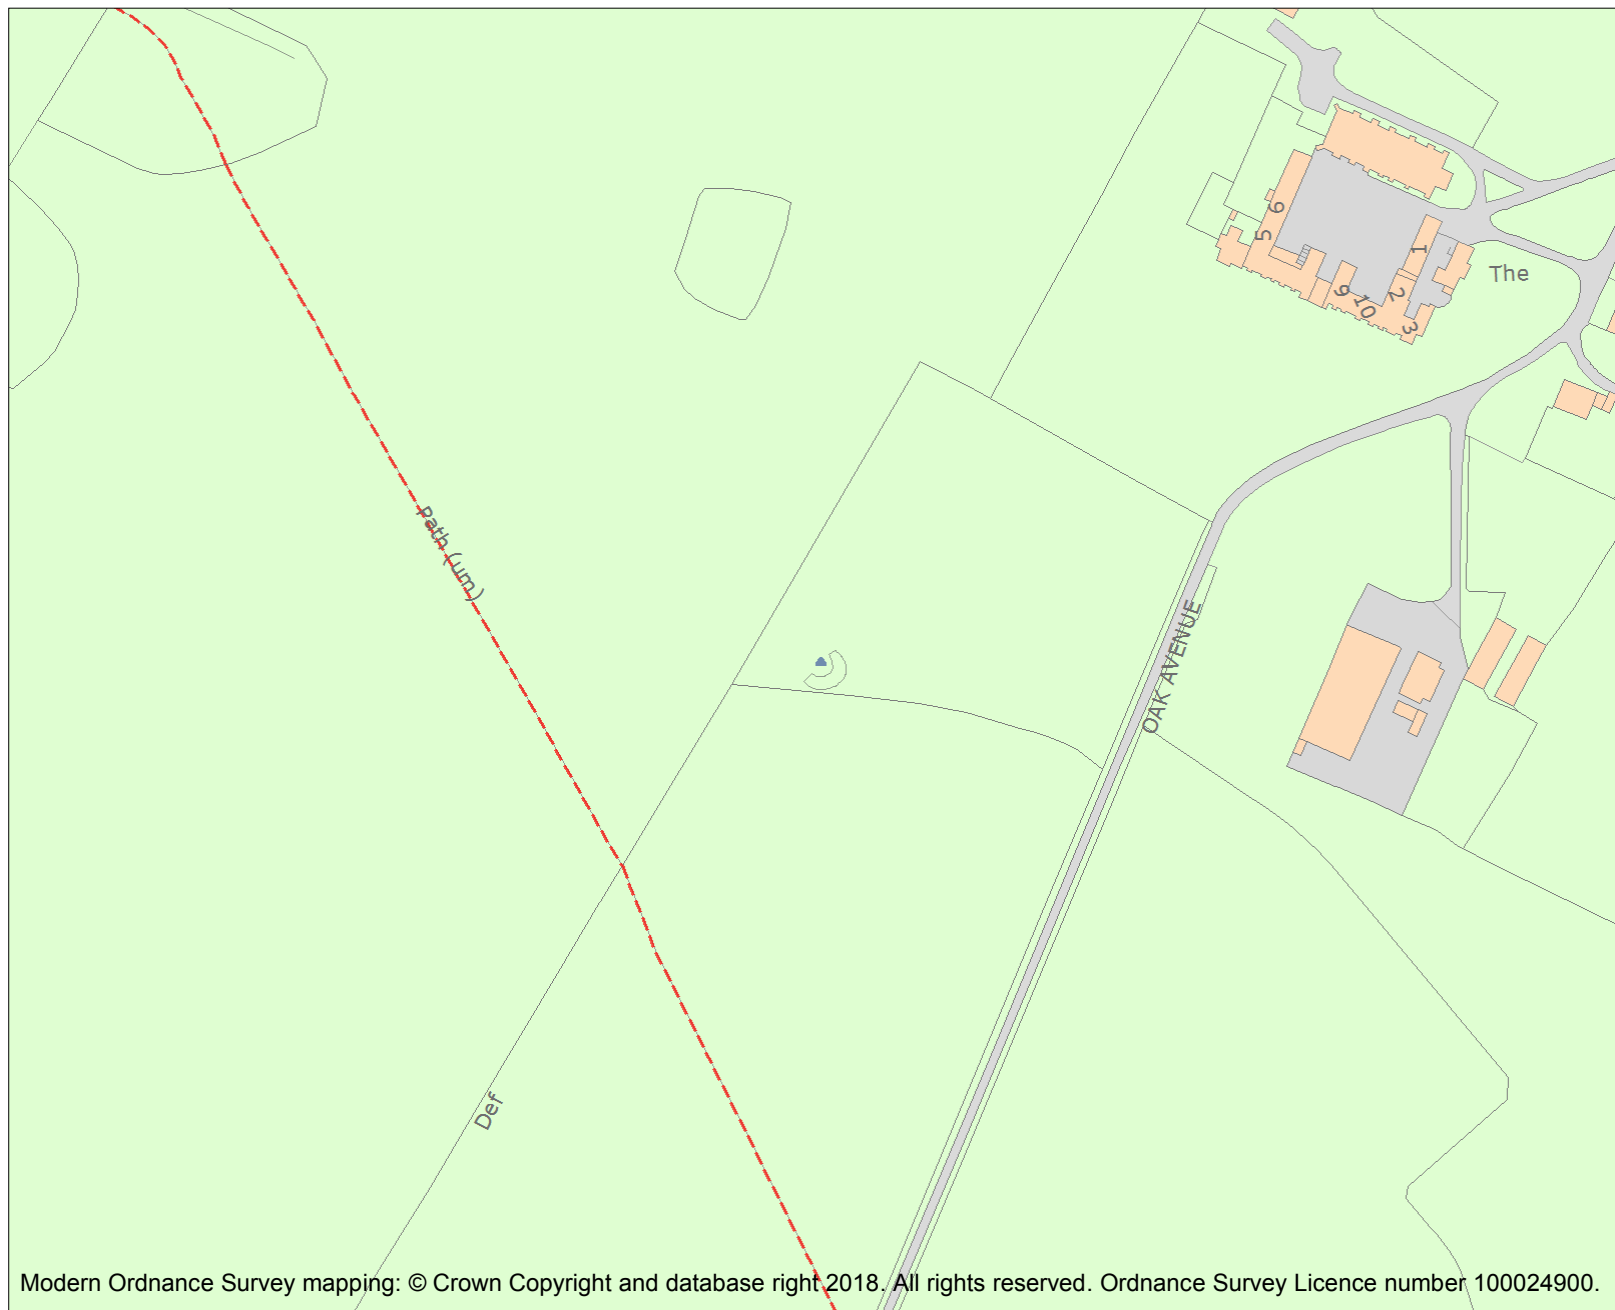 6
5
1
The
2
9
10
3
Path (um)
OAK AVENUE
Def
Modern Ordnance Survey mapping: © Crown Copyright and database right 2018. All rights reserved. Ordnance Survey Licence number 100024900.